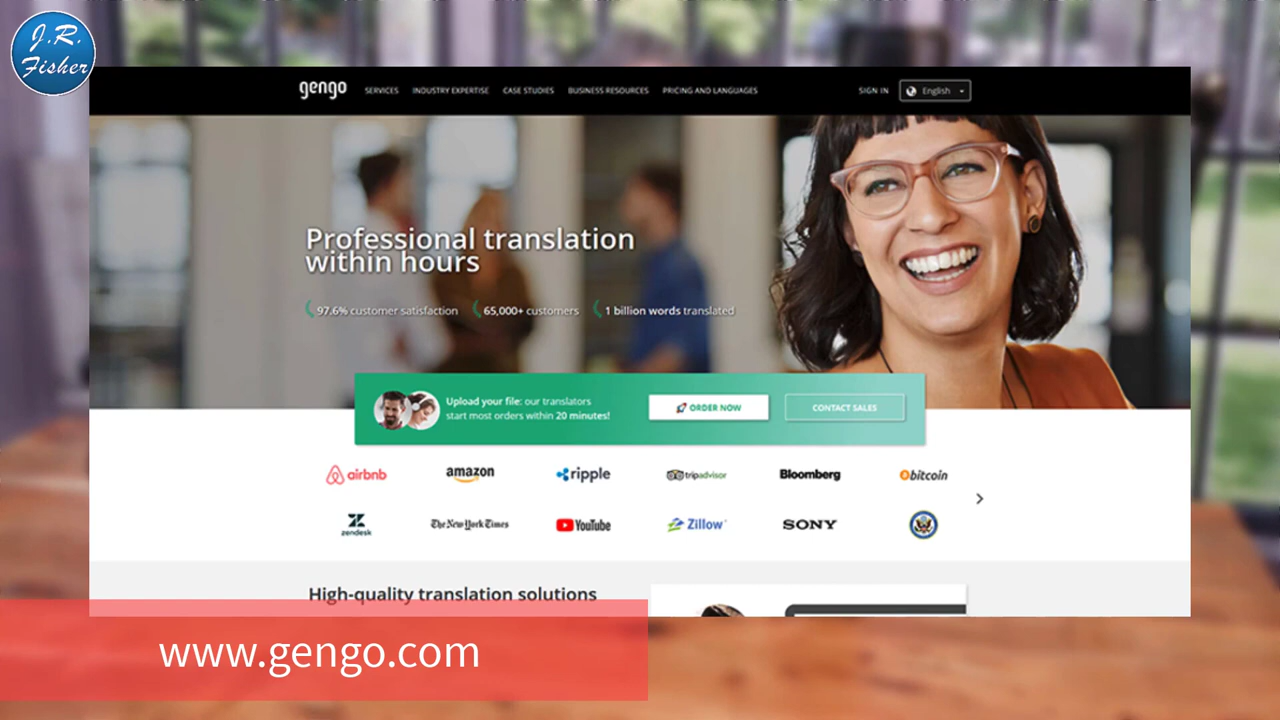 J.R.
Fisher
gengo
SERVICES
INDUSTRY EXPERTISE
CASE STUDIES
BUSINESS RESOURCES
PRICING AND LANGUAGES
SIGN IN
English
Professional translation
within hours
97.6% customer satisfaction
65,000+ customers
1 billion words translated
Upload your file: our translators
start most orders within 20 minutes!
ORDER NOW
CONTACT SALES
airbnb
amazon
ripple
tripadvisor
Bloomberg
bitcoin
zendesk
The New York Times
YouTube
Zillow
SONY
High-quality translation solutions
www.gengo.com